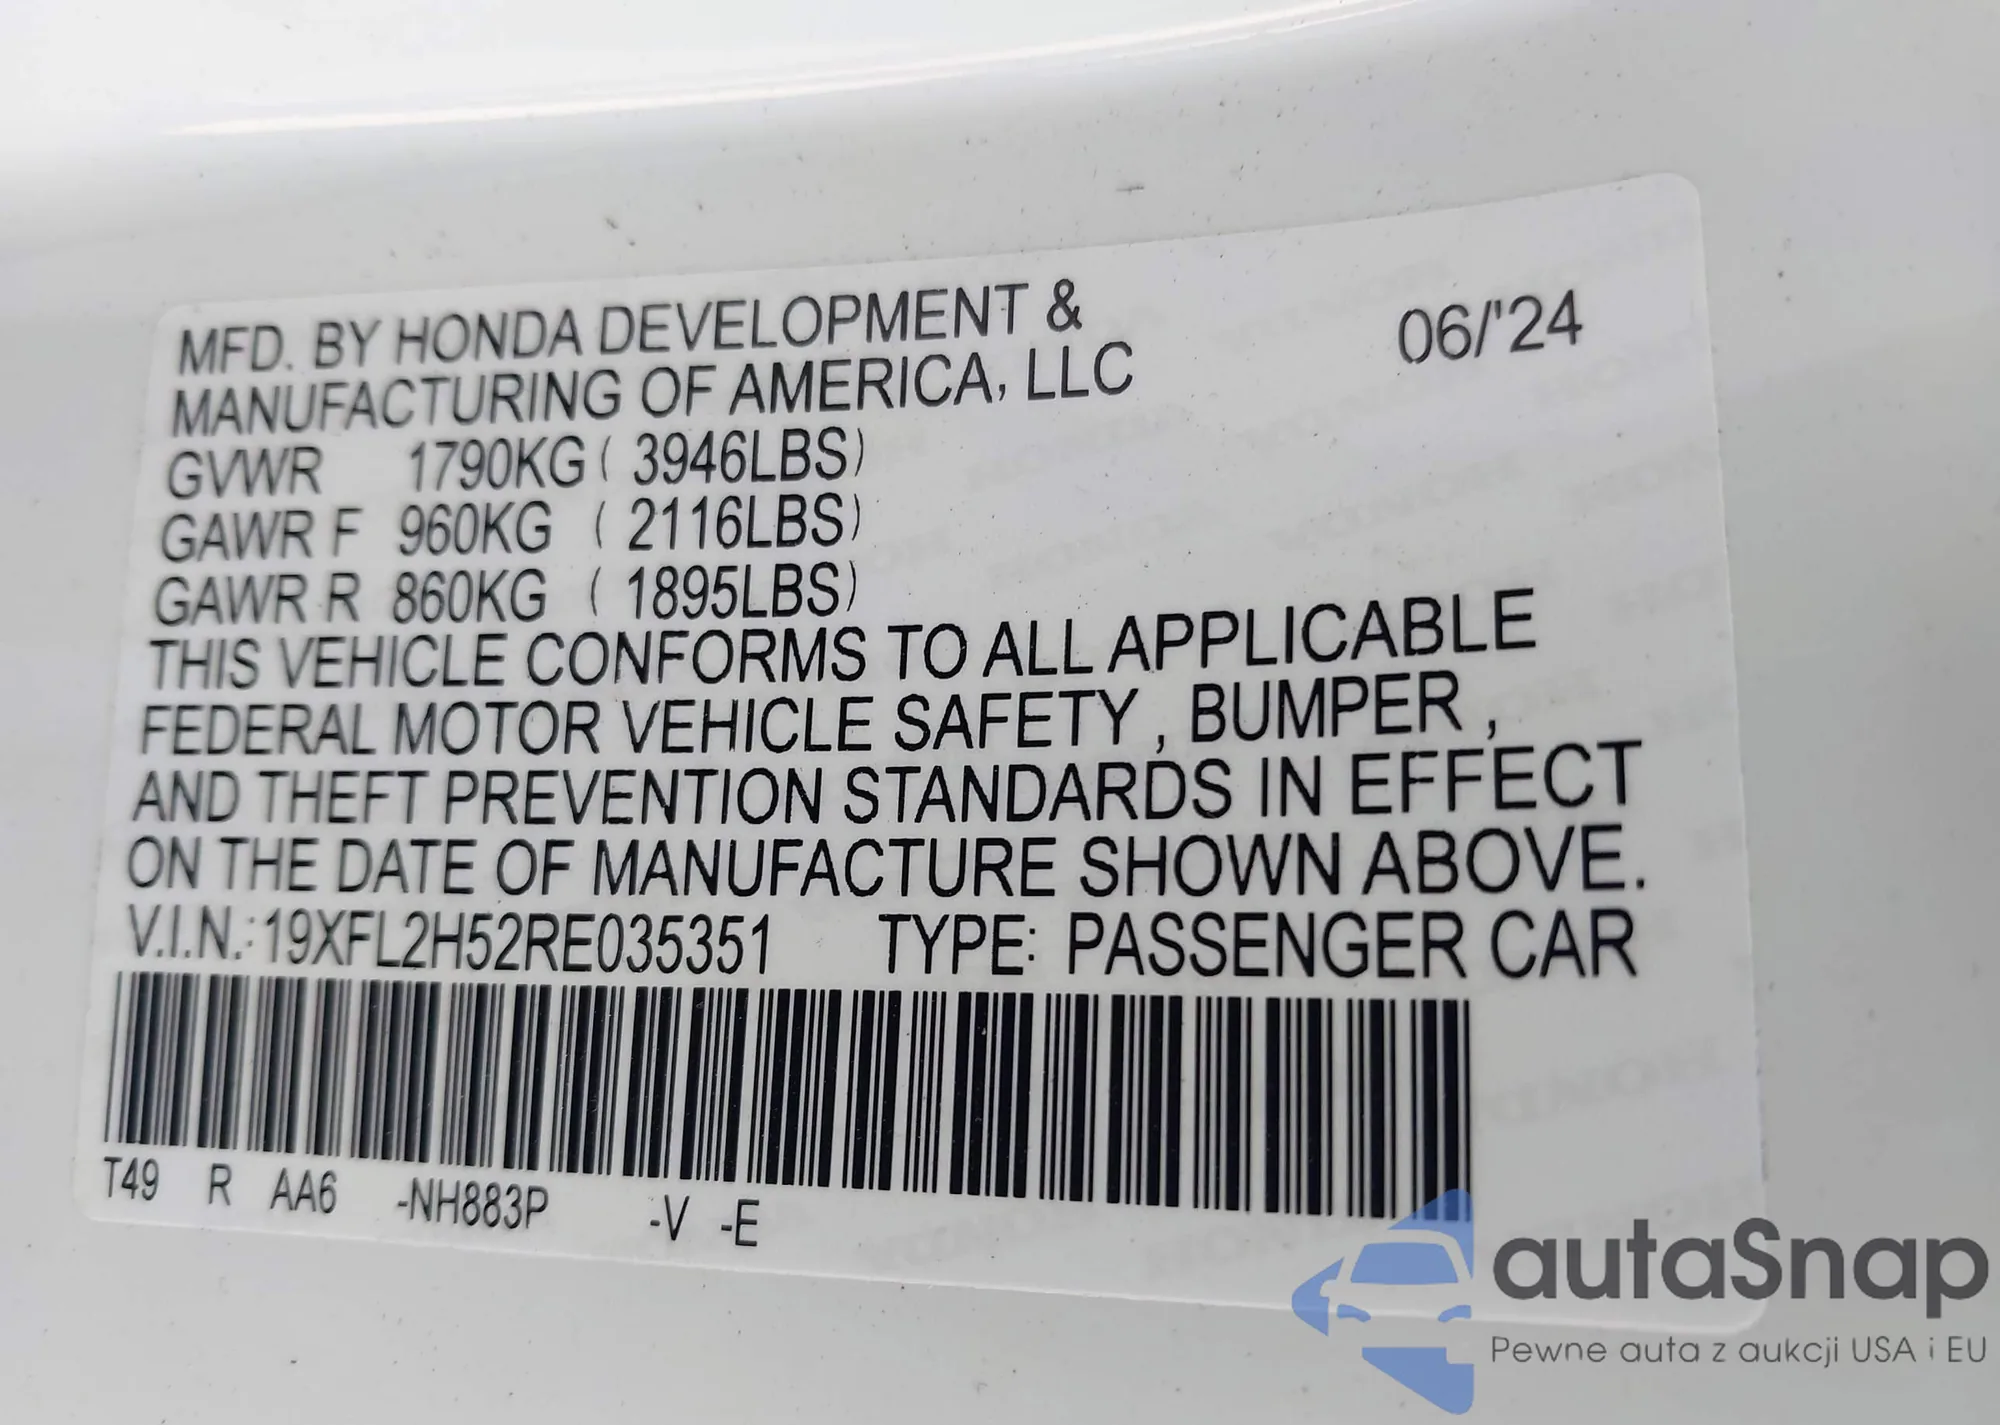 MFD. BY HONDA DEVELOPMENT & 06/'24
MANUFACTURING OF AMERICA, LLC
GVWR 1790KG ( 3946LBS)
GAWR F 960KG ( 2116LBS)
GAWR R 860KG ( 1895LBS)
THIS VEHICLE CONFORMS TO ALL APPLICABLE
FEDERAL MOTOR VEHICLE SAFETY , BUMPER ,
AND THEFT PREVENTION STANDARDS IN EFFECT
ON THE DATE OF MANUFACTURE SHOWN ABOVE.
V.I.N.:19XFL2H52RE035351 TYPE: PASSENGER CAR
T49 R AA6 -NH883P -V -E
autaSnap
Pewne auta z aukcji USA i EU